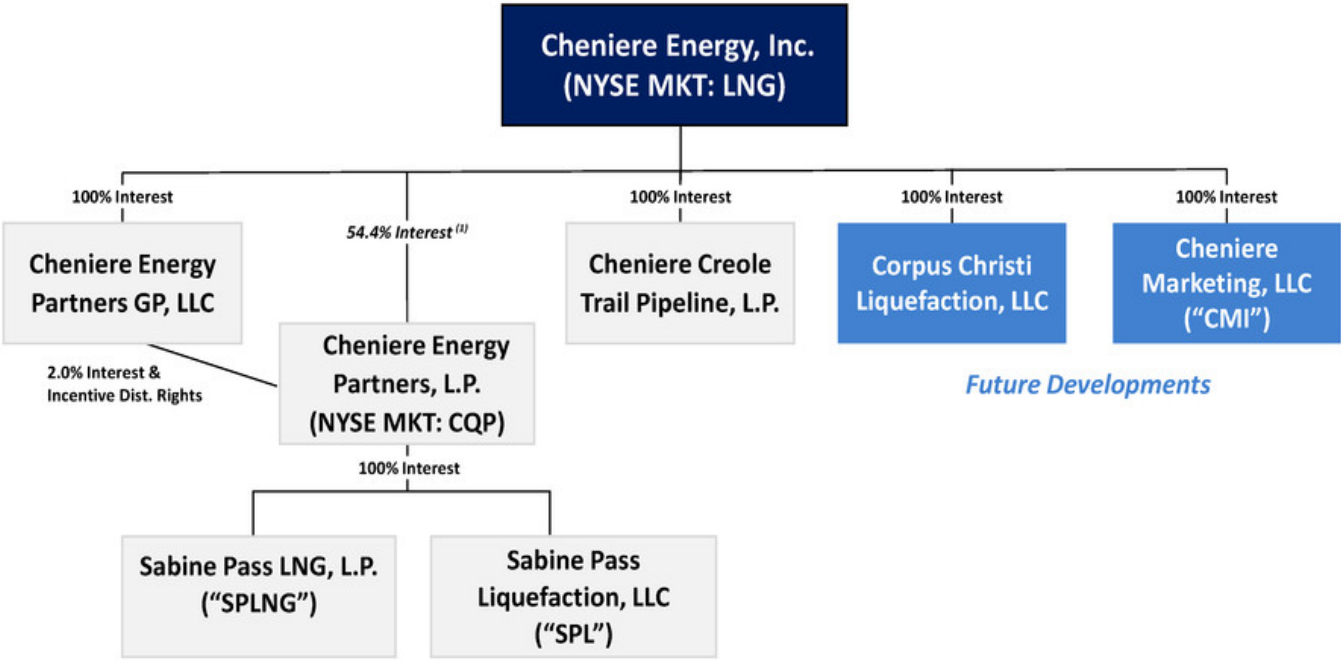 Cheniere Energy, Inc.
(NYSE MKT: LNG)
100% Interest
54.4% Interest (1)
100% Interest
100% Interest
100% Interest
Cheniere Energy
Partners GP, LLC
Cheniere Creole
Trail Pipeline, L.P.
Corpus Christi
Liquefaction, LLC
Cheniere
Marketing, LLC
(“CMI”)
2.0% Interest &
Incentive Dist. Rights
Cheniere Energy
Partners, L.P.
(NYSE MKT: CQP)
Future Developments
100% Interest
Sabine Pass LNG, L.P.
(“SPLNG”)
Sabine Pass
Liquefaction, LLC
(“SPL”)